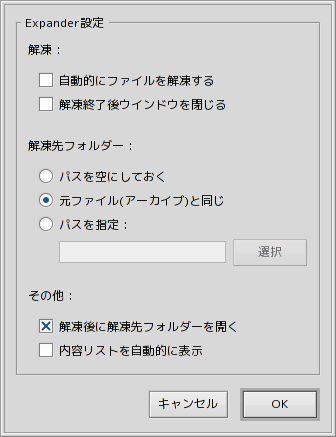 Expander設定
解凍：
自動的にファイルを解凍する
解凍終了後ウインドウを閉じる
解凍先フォルダー：
パスを空にしておく
元ファイル(アーカイブ)と同じ
パスを指定：
選択
その他：
解凍後に解凍先フォルダーを開く
内容リストを自動的に表示
キャンセル
OK